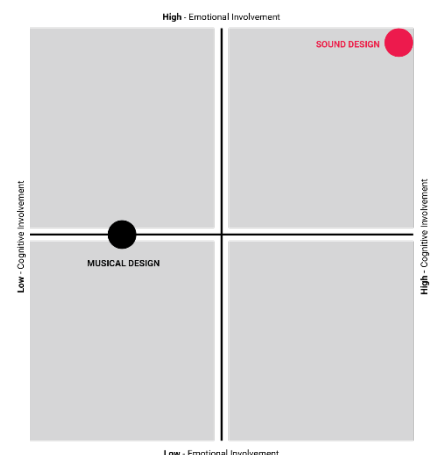 High - Emotional Involvement
SOUND DESIGN
Low - Cognitive Involvement
High - Cognitive Involvement
MUSICAL DESIGN
Low - Emotional Involvement